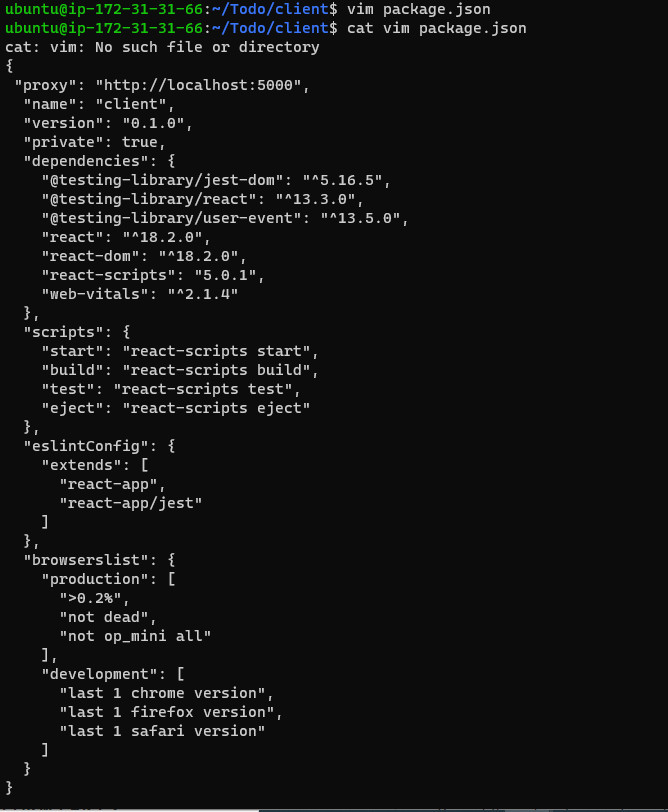 ubuntu@ip-172-31-31-66:~/Todo/client$ vim package.json
ubuntu@ip-172-31-31-66:~/Todo/client$ cat vim package.json
cat: vim: No such file or directory
{
 "proxy": "http://localhost:5000",
  "name": "client",
  "version": "0.1.0",
  "private": true,
  "dependencies": {
    "@testing-library/jest-dom": "^5.16.5",
    "@testing-library/react": "^13.3.0",
    "@testing-library/user-event": "^13.5.0",
    "react": "^18.2.0",
    "react-dom": "^18.2.0",
    "react-scripts": "5.0.1",
    "web-vitals": "^2.1.4"
  },
  "scripts": {
    "start": "react-scripts start",
    "build": "react-scripts build",
    "test": "react-scripts test",
    "eject": "react-scripts eject"
  },
  "eslintConfig": {
    "extends": [
      "react-app",
      "react-app/jest"
    ]
  },
  "browserslist": {
    "production": [
      ">0.2%",
      "not dead",
      "not op_mini all"
    ],
    "development": [
      "last 1 chrome version",
      "last 1 firefox version",
      "last 1 safari version"
    ]
  }
}